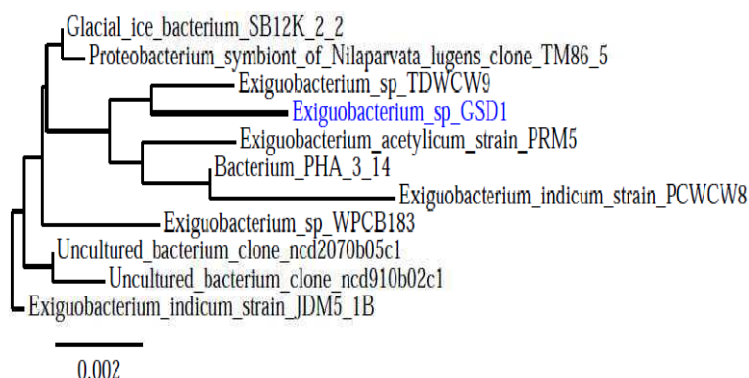 Glacial_ice_bacterium_SB12K_2_2
Proteobacterium_symbiont_of_Nilaparvata_lugens_clone_TM86_5
Exiguobacterium_sp_TDWCW9
Exiguobacterium_sp_GSD1
Exiguobacterium_acetylicum_strain_PRM5
Bacterium_PHA_3_14
Exiguobacterium_indicum_strain_PCWCW8
Exiguobacterium_sp_WPCB183
Uncultured_bacterium_clone_ncd2070b05c1
Uncultured_bacterium_clone_ncd910b02c1
Exiguobacterium_indicum_strain_JDM5_1B
0.002